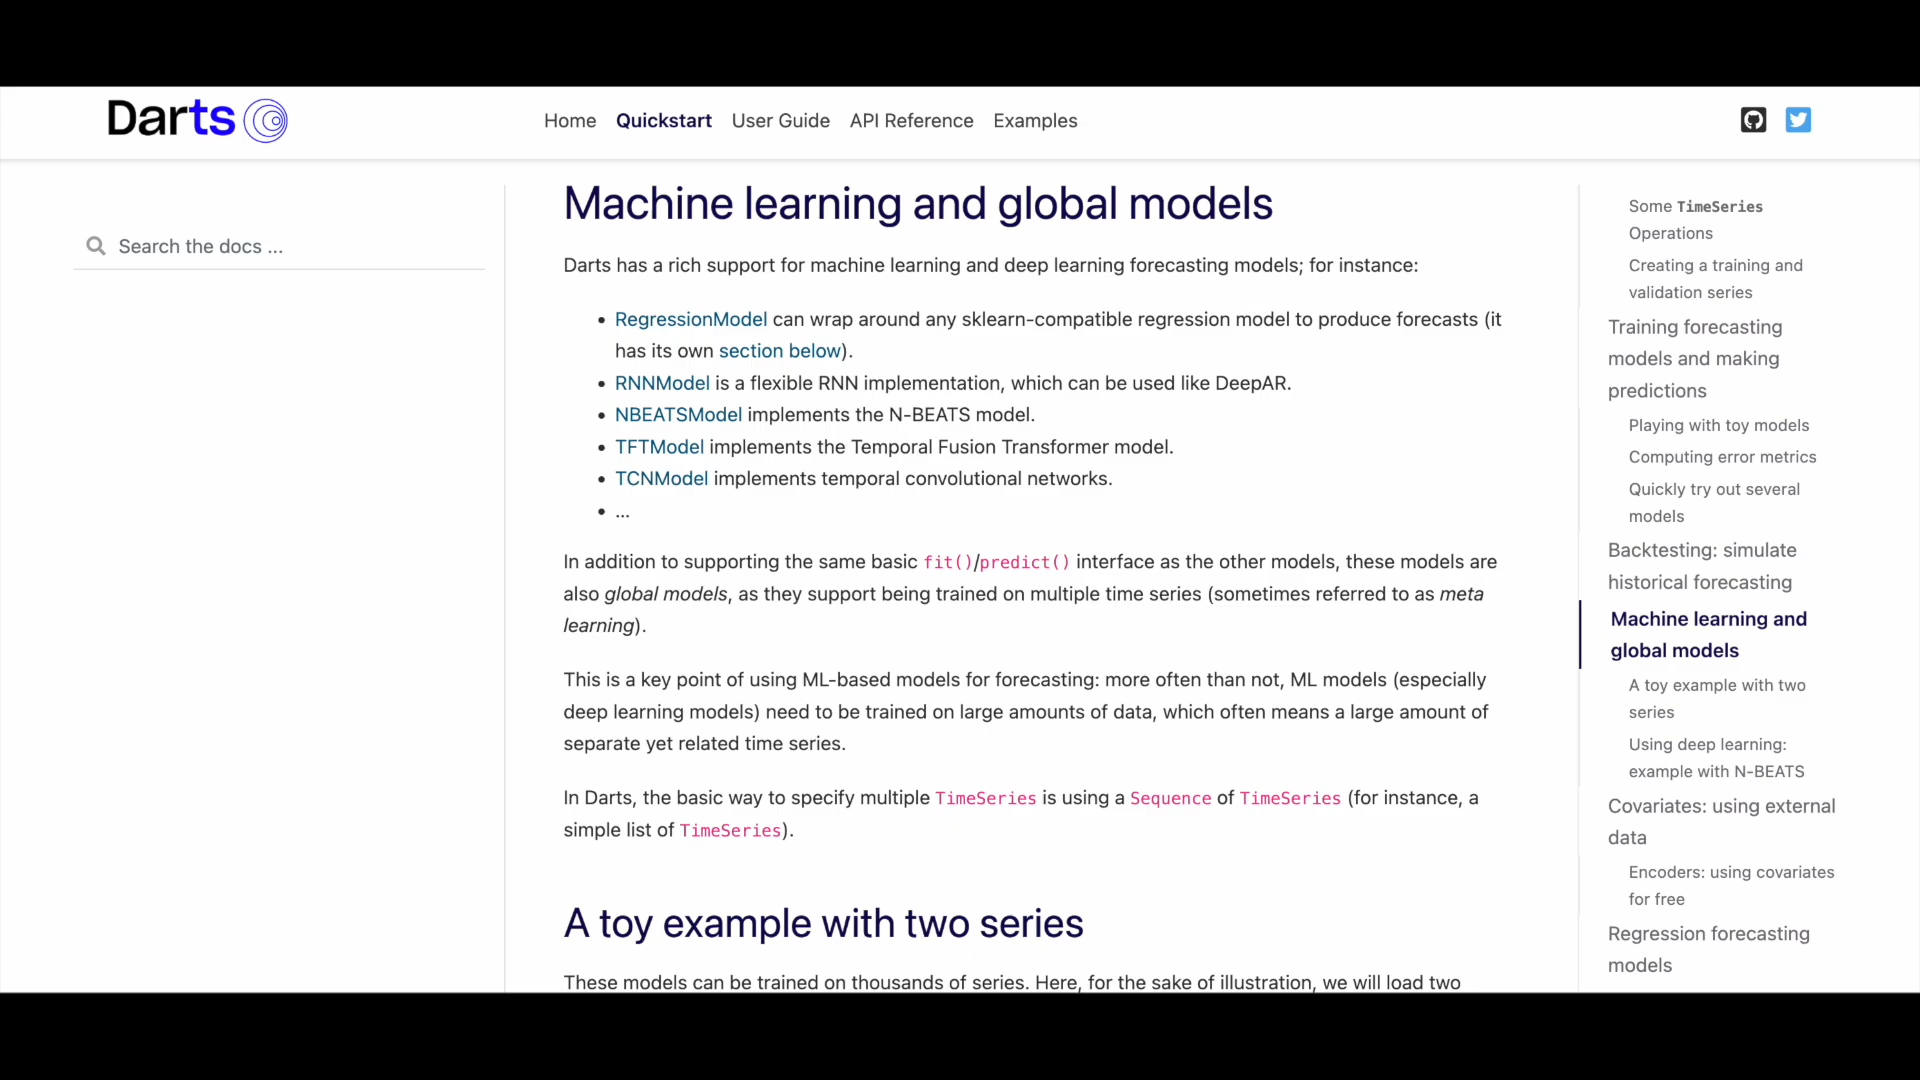 Darts
Home Quickstart User Guide API Reference Examples
Search the docs ...
Machine learning and global models
Darts has a rich support for machine learning and deep learning forecasting models; for instance:
• RegressionModel can wrap around any sklearn-compatible regression model to produce forecasts (it
has its own section below).
• RNNModel is a flexible RNN implementation, which can be used like DeepAR.
• NBEATSModel implements the N-BEATS model.
• TFTModel implements the Temporal Fusion Transformer model.
• TCNModel implements temporal convolutional networks.
• ...
In addition to supporting the same basic fit()/predict() interface as the other models, these models are
also global models, as they support being trained on multiple time series (sometimes referred to as meta
learning).
This is a key point of using ML-based models for forecasting: more often than not, ML models (especially
deep learning models) need to be trained on large amounts of data, which often means a large amount of
separate yet related time series.
In Darts, the basic way to specify multiple TimeSeries is using a Sequence of TimeSeries (for instance, a
simple list of TimeSeries).
A toy example with two series
These models can be trained on thousands of series. Here, for the sake of illustration, we will load two
Some TimeSeries
Operations
Creating a training and
validation series
Training forecasting
models and making
predictions
Playing with toy models
Computing error metrics
Quickly try out several
models
Backtesting: simulate
historical forecasting
Machine learning and
global models
A toy example with two
series
Using deep learning:
example with N-BEATS
Covariates: using external
data
Encoders: using covariates
for free
Regression forecasting
models